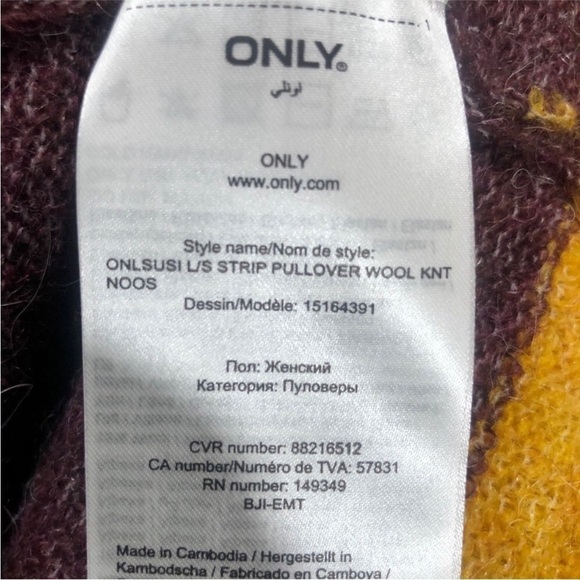 1
ONLY®
اونلي
ONLY
www.only.com
Style name/Nom de style:
ONLSUSI L/S STRIP PULLOVER WOOL KNT
NOOS
Dessin/Modèle: 15164391
Пол: Женский
Категория: Пуловеры
CVR number: 88216512
CA number/Numéro de TVA: 57831
RN number: 149349
BJI-EMT
Made in Cambodia / Hergestellt in
Kambodscha / Fabricado en Camboya /